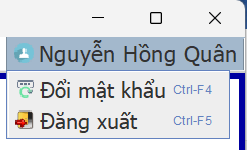 Nguyễn Hồng Quân
Đổi mật khẩu Ctrl-F4
Đăng xuất Ctrl-F5